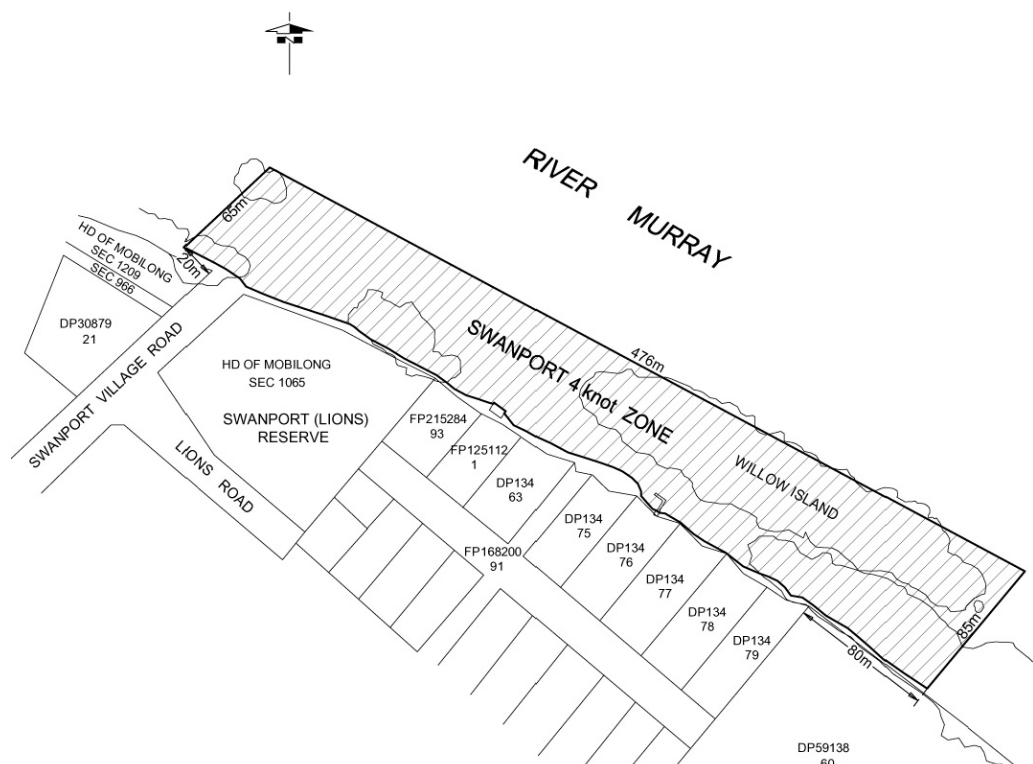 N
RIVER MURRAY
65m
20m
HD OF MOBILONG
SEC 1209
SEC 966
DP30879
21
SWANPORT VILLAGE ROAD
HD OF MOBILONG
SEC 1065
SWANPORT (LIONS)
RESERVE
LIONS ROAD
SWANPORT 4 knot ZONE
476m
WILLOW ISLAND
FP215284
93
FP125112
1
DP134
63
DP134
75
DP134
76
DP134
77
DP134
78
DP134
79
FP168200
91
85m
80m
DP59138
60